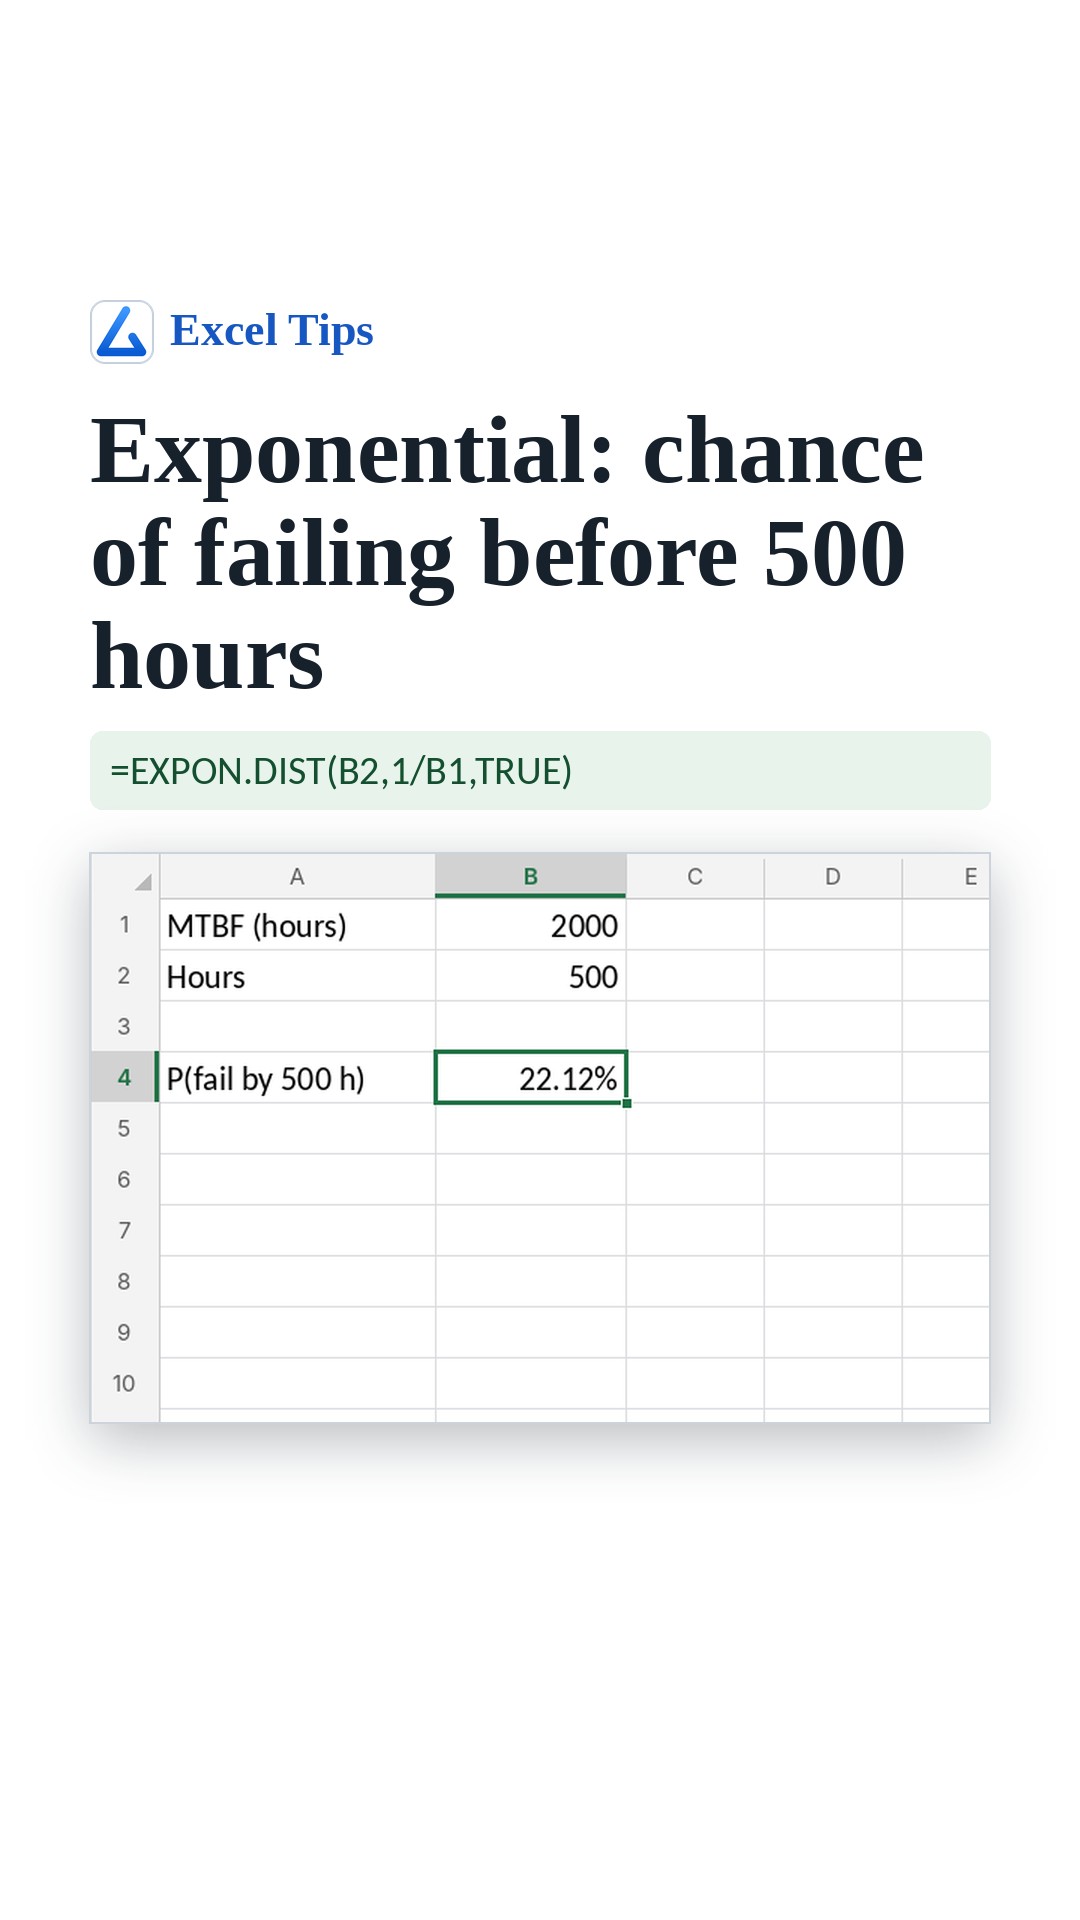 Excel Tips
Exponential: chance
of failing before 500
hours
=EXPON.DIST(B2,1/B1,TRUE)
A B C D E
1 MTBF (hours) 2000
2 Hours 500
3
4 P(fail by 500 h) 22.12%
5
6
7
8
9
10